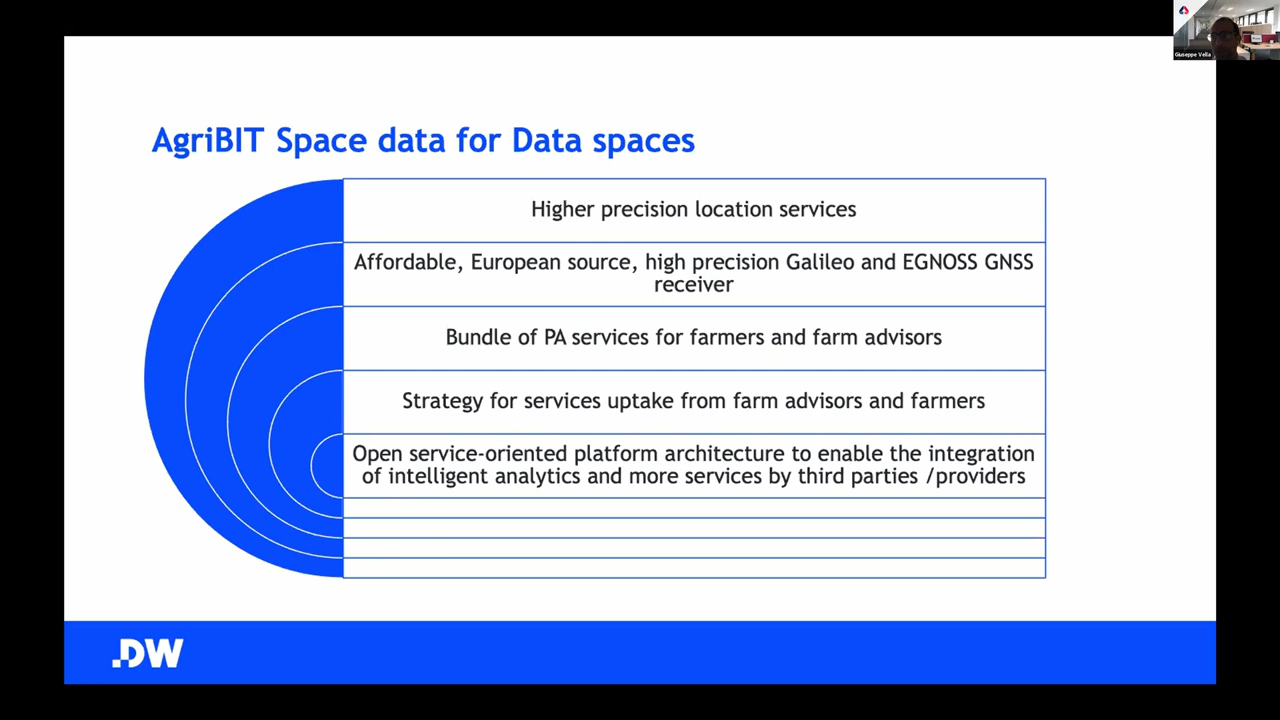 Giuseppe Vella
AgriBIT Space data for Data spaces
Higher precision location services
Affordable, European source, high precision Galileo and EGNOSS GNSS
receiver
Bundle of PA services for farmers and farm advisors
Strategy for services uptake from farm advisors and farmers
Open service-oriented platform architecture to enable the integration
of intelligent analytics and more services by third parties /providers
.DW